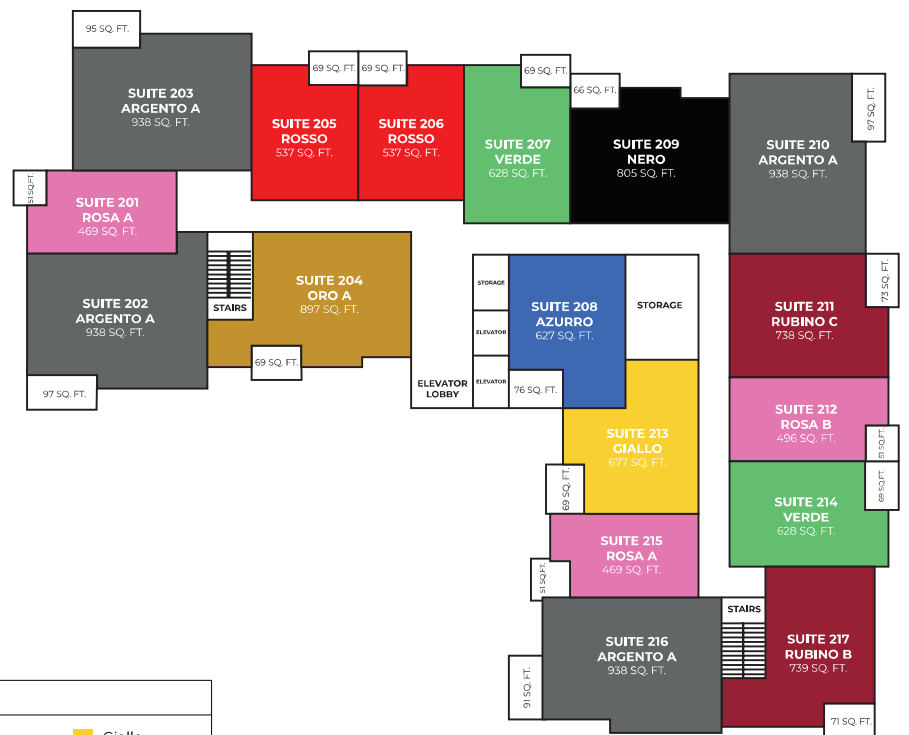 95 SQ. FT.
SUITE 203
ARGENTO A
938 SQ. FT.
69 SQ. FT.
69 SQ. FT.
SUITE 205
ROSSO
537 SQ. FT.
SUITE 206
ROSSO
537 SQ. FT.
69 SQ. FT.
SUITE 207
VERDE
628 SQ. FT.
66 SQ. FT.
SUITE 209
NERO
805 SQ. FT.
97 SQ. FT.
SUITE 210
ARGENTO A
938 SQ. FT.
51 SQ.FT.
SUITE 201
ROSA A
469 SQ. FT.
SUITE 202
ARGENTO A
938 SQ. FT.
97 SQ. FT.
STAIRS
SUITE 204
ORO A
897 SQ. FT.
69 SQ. FT.
STORAGE
ELEVATOR
ELEVATOR
ELEVATOR
LOBBY
SUITE 208
AZURRO
627 SQ. FT.
76 SQ. FT.
STORAGE
73 SQ. FT.
SUITE 211
RUBINO C
738 SQ. FT.
SUITE 212
ROSA B
496 SQ. FT.
51 SQ.FT.
SUITE 213
GIALLO
677 SQ. FT.
69 SQ. FT.
69 SQ. FT.
SUITE 214
VERDE
628 SQ. FT.
SUITE 215
ROSA A
469 SQ. FT.
51 SQ.FT.
SUITE 216
ARGENTO A
938 SQ. FT.
91 SQ. FT.
STAIRS
SUITE 217
RUBINO B
739 SQ. FT.
71 SQ. FT.
Giallo